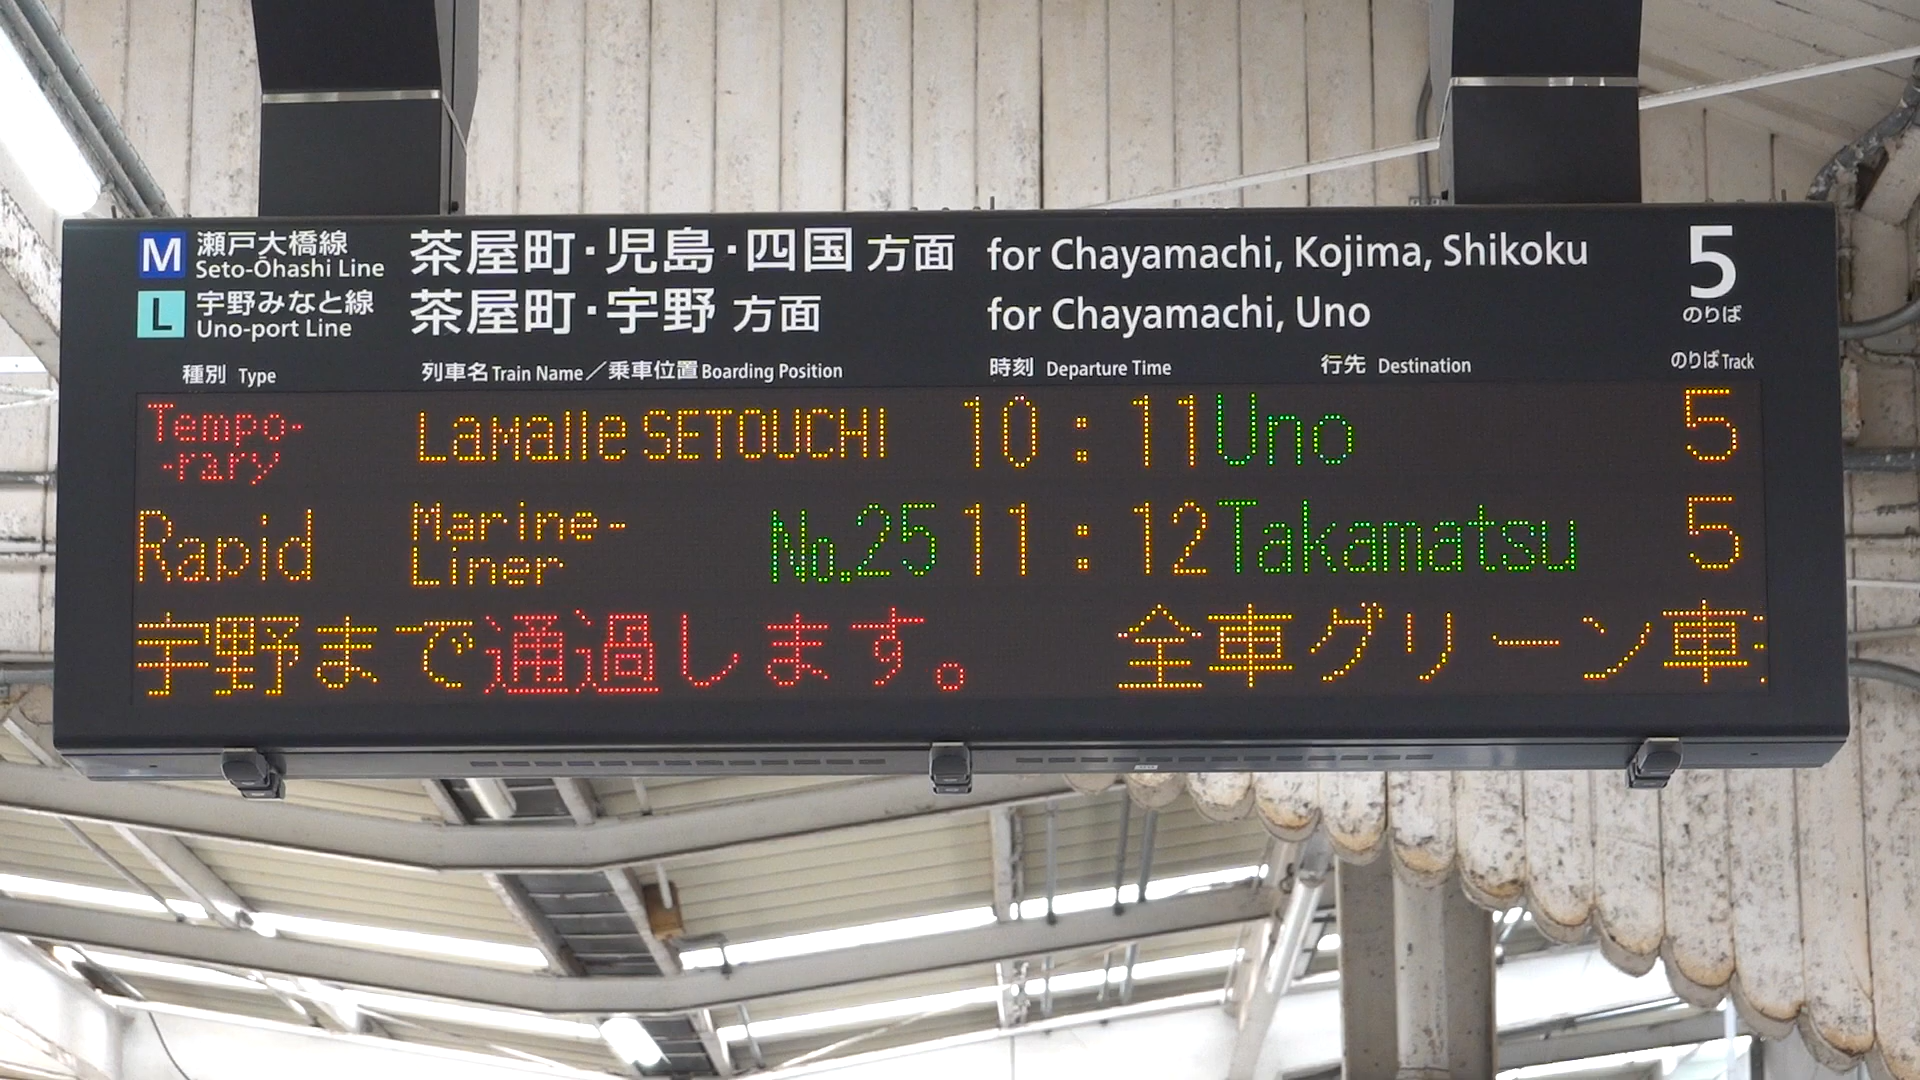 M 瀬戸大橋線 茶屋町・児島・四国 方面 for Chayamachi, Kojima, Shikoku 5
Seto-Ōhashi Line
L 宇野みなと線 茶屋町・宇野 方面 for Chayamachi, Uno のりば
Uno-port Line
種別 Type 列車名 Train Name／乗車位置 Boarding Position 時刻 Departure Time 行先 Destination のりば Track
Tempo-
-rary LaMalle SETOUCHI 10:11 Uno 5
Rapid Marine-
Liner No.25 11:12 Takamatsu 5
宇野まで通過します。 全車グリーン車